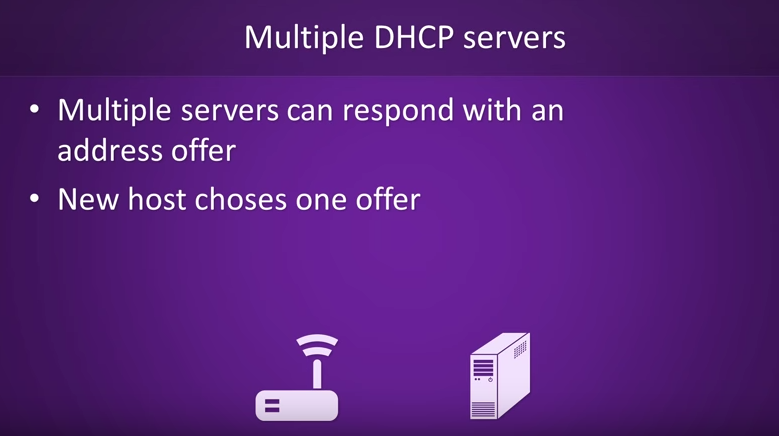 Multiple DHCP servers
• Multiple servers can respond with an
address offer
• New host choses one offer